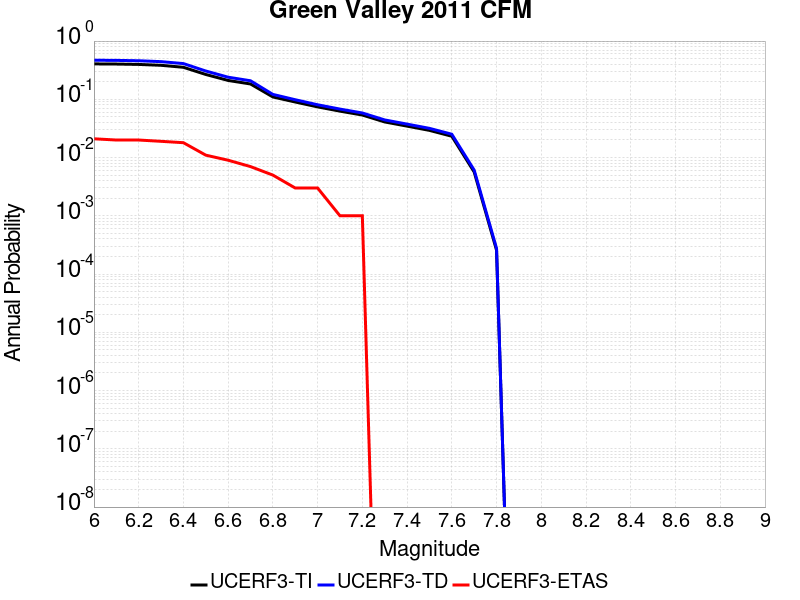 Green Valley 2011 CFM
Annual Probability
10^0
10^-1
10^-2
10^-3
10^-4
10^-5
10^-6
10^-7
10^-8
6 6.2 6.4 6.6 6.8 7 7.2 7.4 7.6 7.8 8 8.2 8.4 8.6 8.8 9
Magnitude
UCERF3-TI UCERF3-TD UCERF3-ETAS